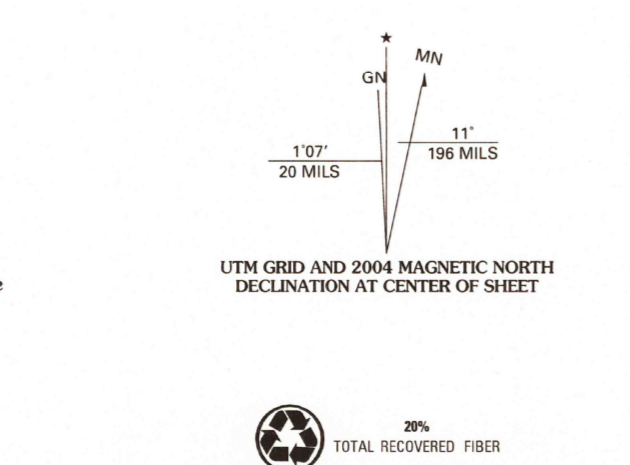 ★
MN
GN
11°
196 MILS
1°07′
20 MILS
UTM GRID AND 2004 MAGNETIC NORTH
DECLINATION AT CENTER OF SHEET
20%
TOTAL RECOVERED FIBER